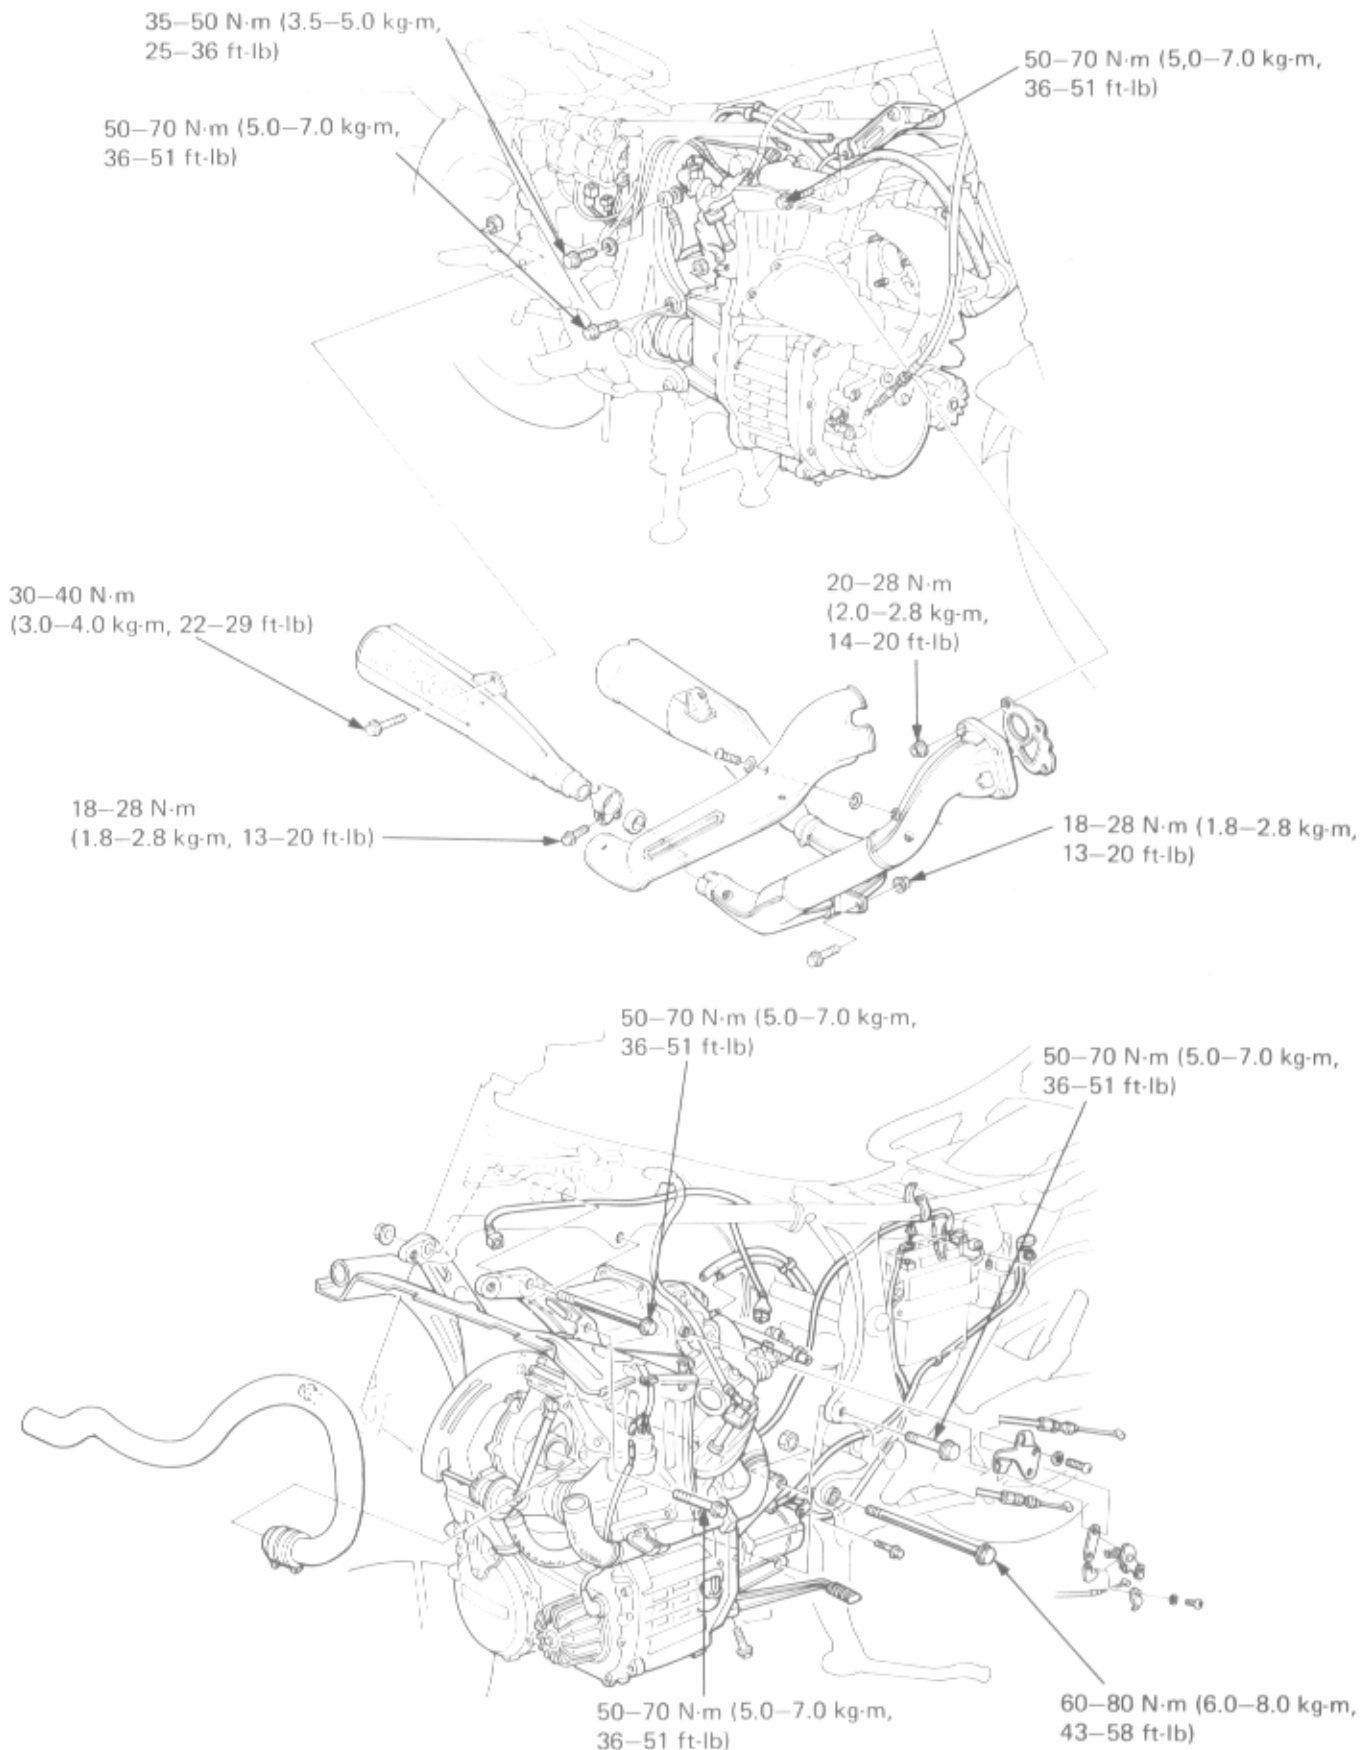 35–50 N·m (3.5–5.0 kg-m,
25–36 ft-lb)
50–70 N·m (5,0–7.0 kg-m,
36–51 ft-lb)
50–70 N·m (5.0–7.0 kg-m,
36–51 ft-lb)
30–40 N·m
(3.0–4.0 kg-m, 22–29 ft-lb)
20–28 N·m
(2.0–2.8 kg-m,
14–20 ft-lb)
18–28 N·m
(1.8–2.8 kg-m, 13–20 ft-lb)
18–28 N·m (1.8–2.8 kg-m,
13–20 ft-lb)
50–70 N·m (5.0–7.0 kg-m,
36–51 ft-lb)
50–70 N·m (5.0–7.0 kg-m,
36–51 ft-lb)
50–70 N·m (5.0–7.0 kg-m,
36–51 ft-lb)
60–80 N·m (6.0–8.0 kg-m,
43–58 ft-lb)